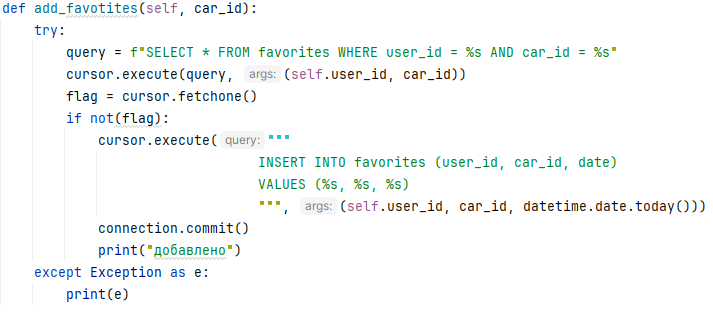 def add_favotites(self, car_id):
    try:
        query = f"SELECT * FROM favorites WHERE user_id = %s AND car_id = %s"
        cursor.execute(query, args: (self.user_id, car_id))
        flag = cursor.fetchone()
        if not(flag):
            cursor.execute( query: """
                                INSERT INTO favorites (user_id, car_id, date)
                                VALUES (%s, %s, %s)
                                """, args: (self.user_id, car_id, datetime.date.today()))
            connection.commit()
            print("добавлено")
    except Exception as e:
        print(e)